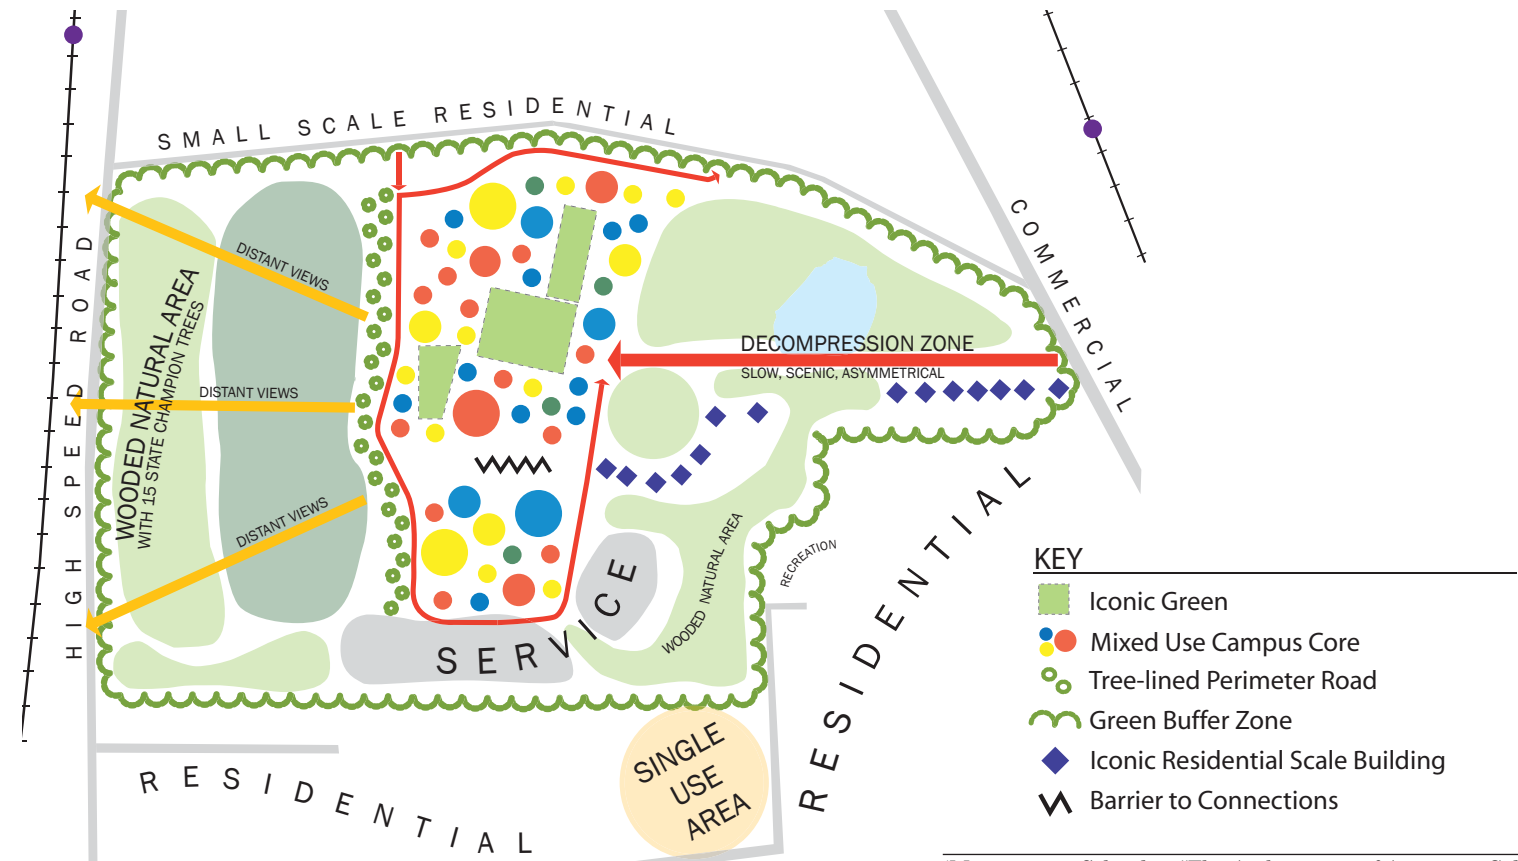 SMALL SCALE RESIDENTIAL
COMMERCIAL
HIGH SPEED ROAD
WOODED NATURAL AREA
WITH 15 STATE CHAMPION TREES
DISTANT VIEWS
DISTANT VIEWS
DISTANT VIEWS
DECOMPRESSION ZONE
SLOW, SCENIC, ASYMMETRICAL
WOODED NATURAL AREA
RECREATION
SERVICE
RESIDENTIAL
RESIDENTIAL
SINGLE
USE
AREA
KEY
Iconic Green
Mixed Use Campus Core
Tree-lined Perimeter Road
Green Buffer Zone
Iconic Residential Scale Building
Barrier to Connections